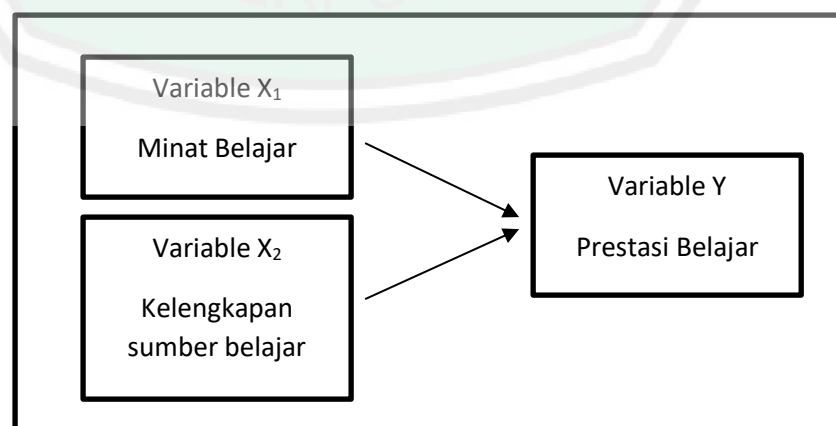 Variable X₁
Minat Belajar
Variable X₂
Kelengkapan
sumber belajar
Variable Y
Prestasi Belajar